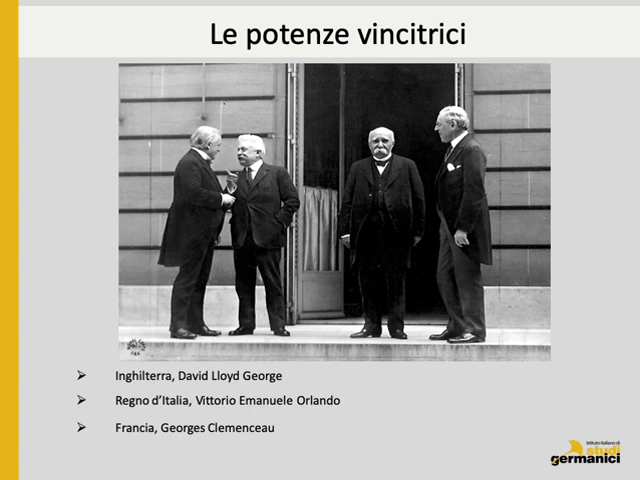 Le potenze vincitrici
Inghilterra, David Lloyd George
Regno d'Italia, Vittorio Emanuele Orlando
Francia, Georges Clemenceau
Istituto Italiano di
studi
germanici